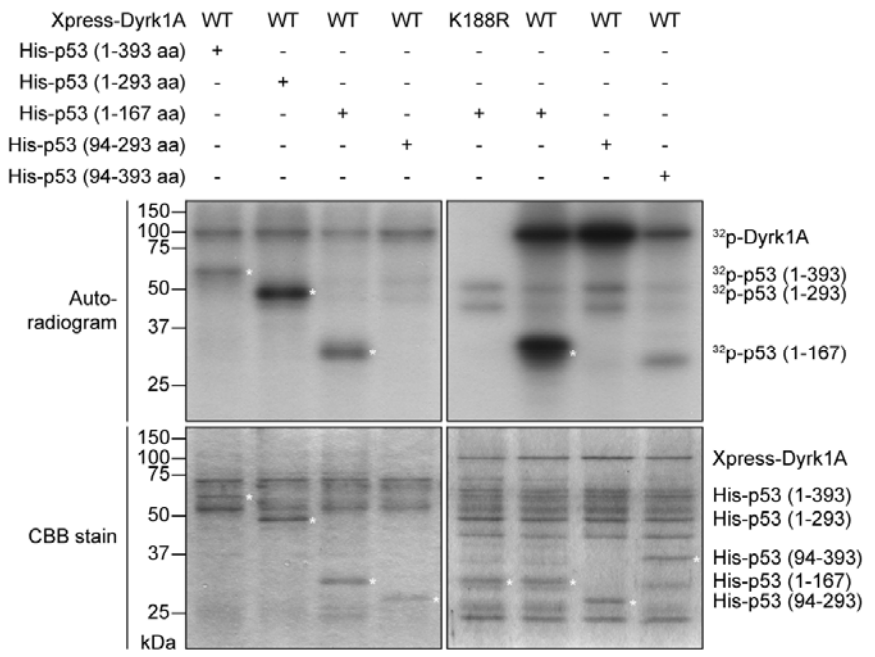 Xpress-Dyrk1A WT WT WT WT K188R WT WT WT
His-p53 (1-393 aa) + - - - - - - -
His-p53 (1-293 aa) - + - - - - - -
His-p53 (1-167 aa) - - + - + + - -
His-p53 (94-293 aa) - - - + - - + -
His-p53 (94-393 aa) - - - - - - - +
150
100
75
50
37
25
Auto-
radiogram
32p-Dyrk1A
32p-p53 (1-393)
32p-p53 (1-293)
32p-p53 (1-167)
150
100
75
50
37
25
kDa
CBB stain
Xpress-Dyrk1A
His-p53 (1-393)
His-p53 (1-293)
His-p53 (94-393)
His-p53 (1-167)
His-p53 (94-293)